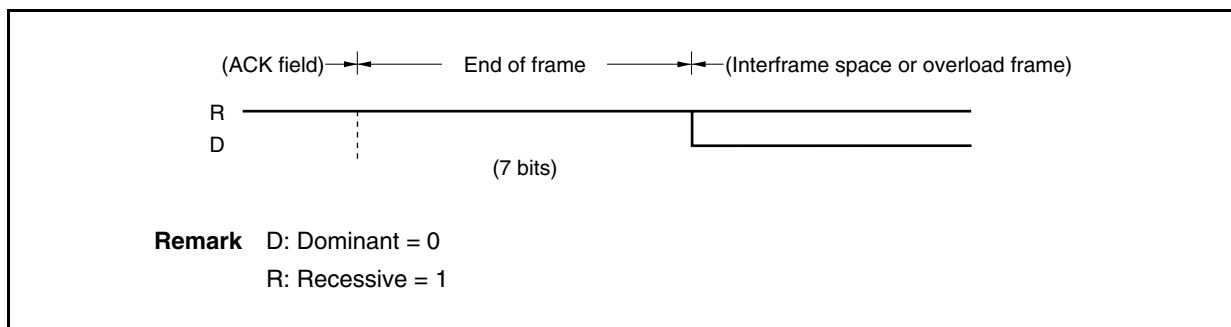 (ACK field) End of frame (Interframe space or overload frame)
R
D
(7 bits)
Remark D: Dominant = 0
R: Recessive = 1